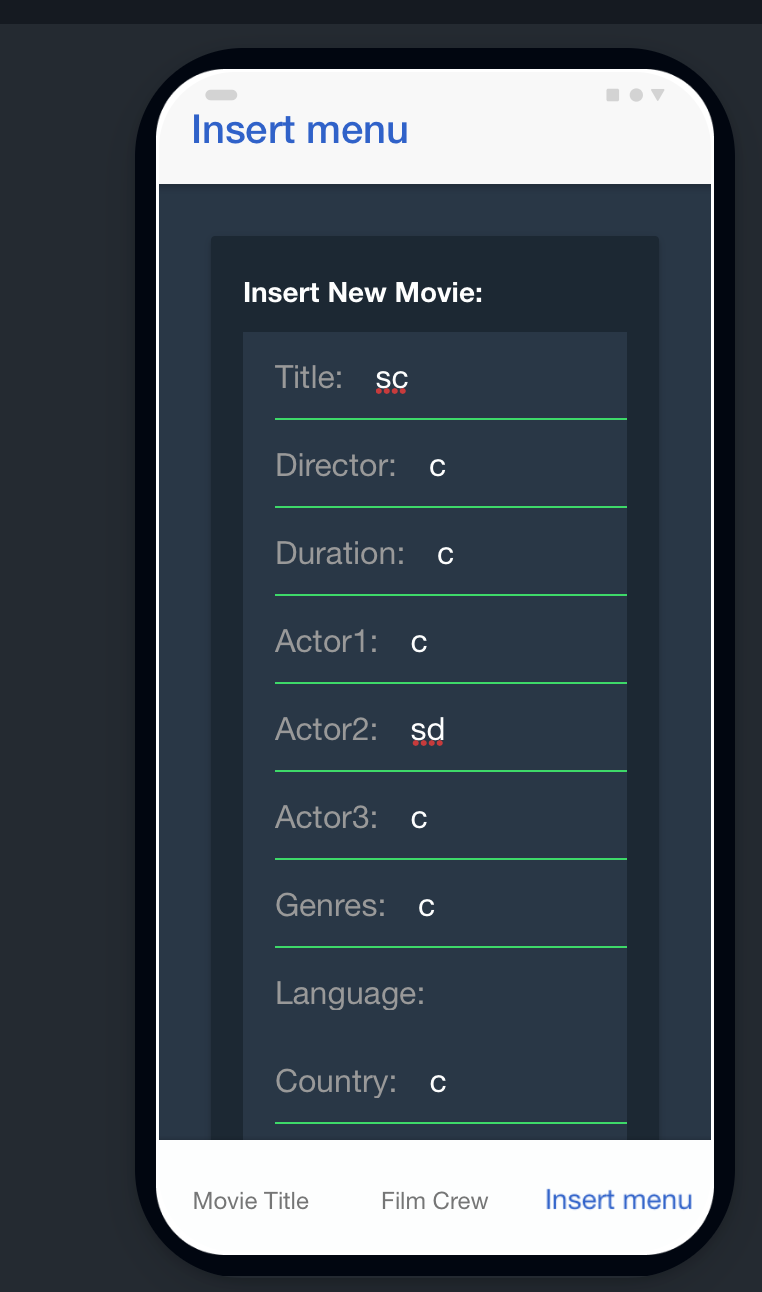 Insert menu
Insert New Movie:
Title: sc
Director: c
Duration: c
Actor1: c
Actor2: sd
Actor3: c
Genres: c
Language:
Country: c
Movie Title Film Crew Insert menu